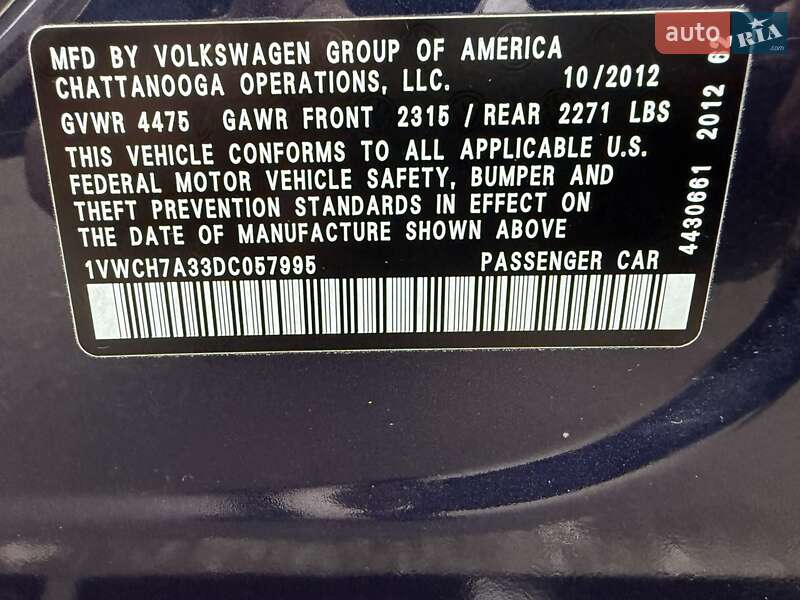 MFD BY VOLKSWAGEN GROUP OF AMERICA
CHATTANOOGA OPERATIONS, LLC. 10/2012
GVWR 4475 GAWR FRONT 2315 / REAR 2271 LBS
THIS VEHICLE CONFORMS TO ALL APPLICABLE U.S.
FEDERAL MOTOR VEHICLE SAFETY, BUMPER AND
THEFT PREVENTION STANDARDS IN EFFECT ON
THE DATE OF MANUFACTURE SHOWN ABOVE
1VWCH7A33DC057995 PASSENGER CAR
4430661 2012
auto RIA